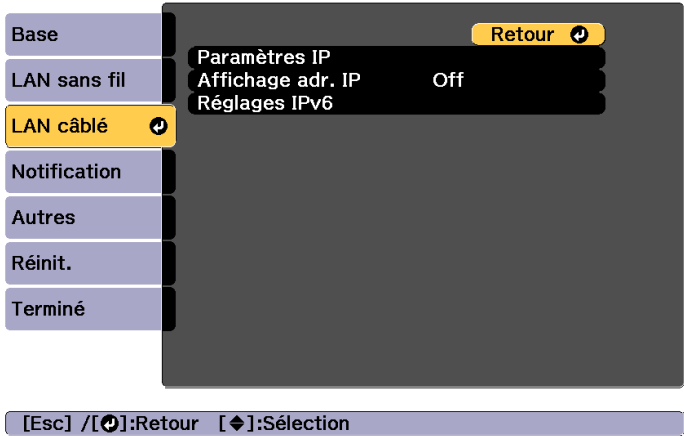 Base
LAN sans fil
LAN câblé
Notification
Autres
Réinit.
Terminé
Retour
Paramètres IP
Affichage adr. IP Off
Réglages IPv6
[Esc] /[ ]:Retour [ ]:Sélection